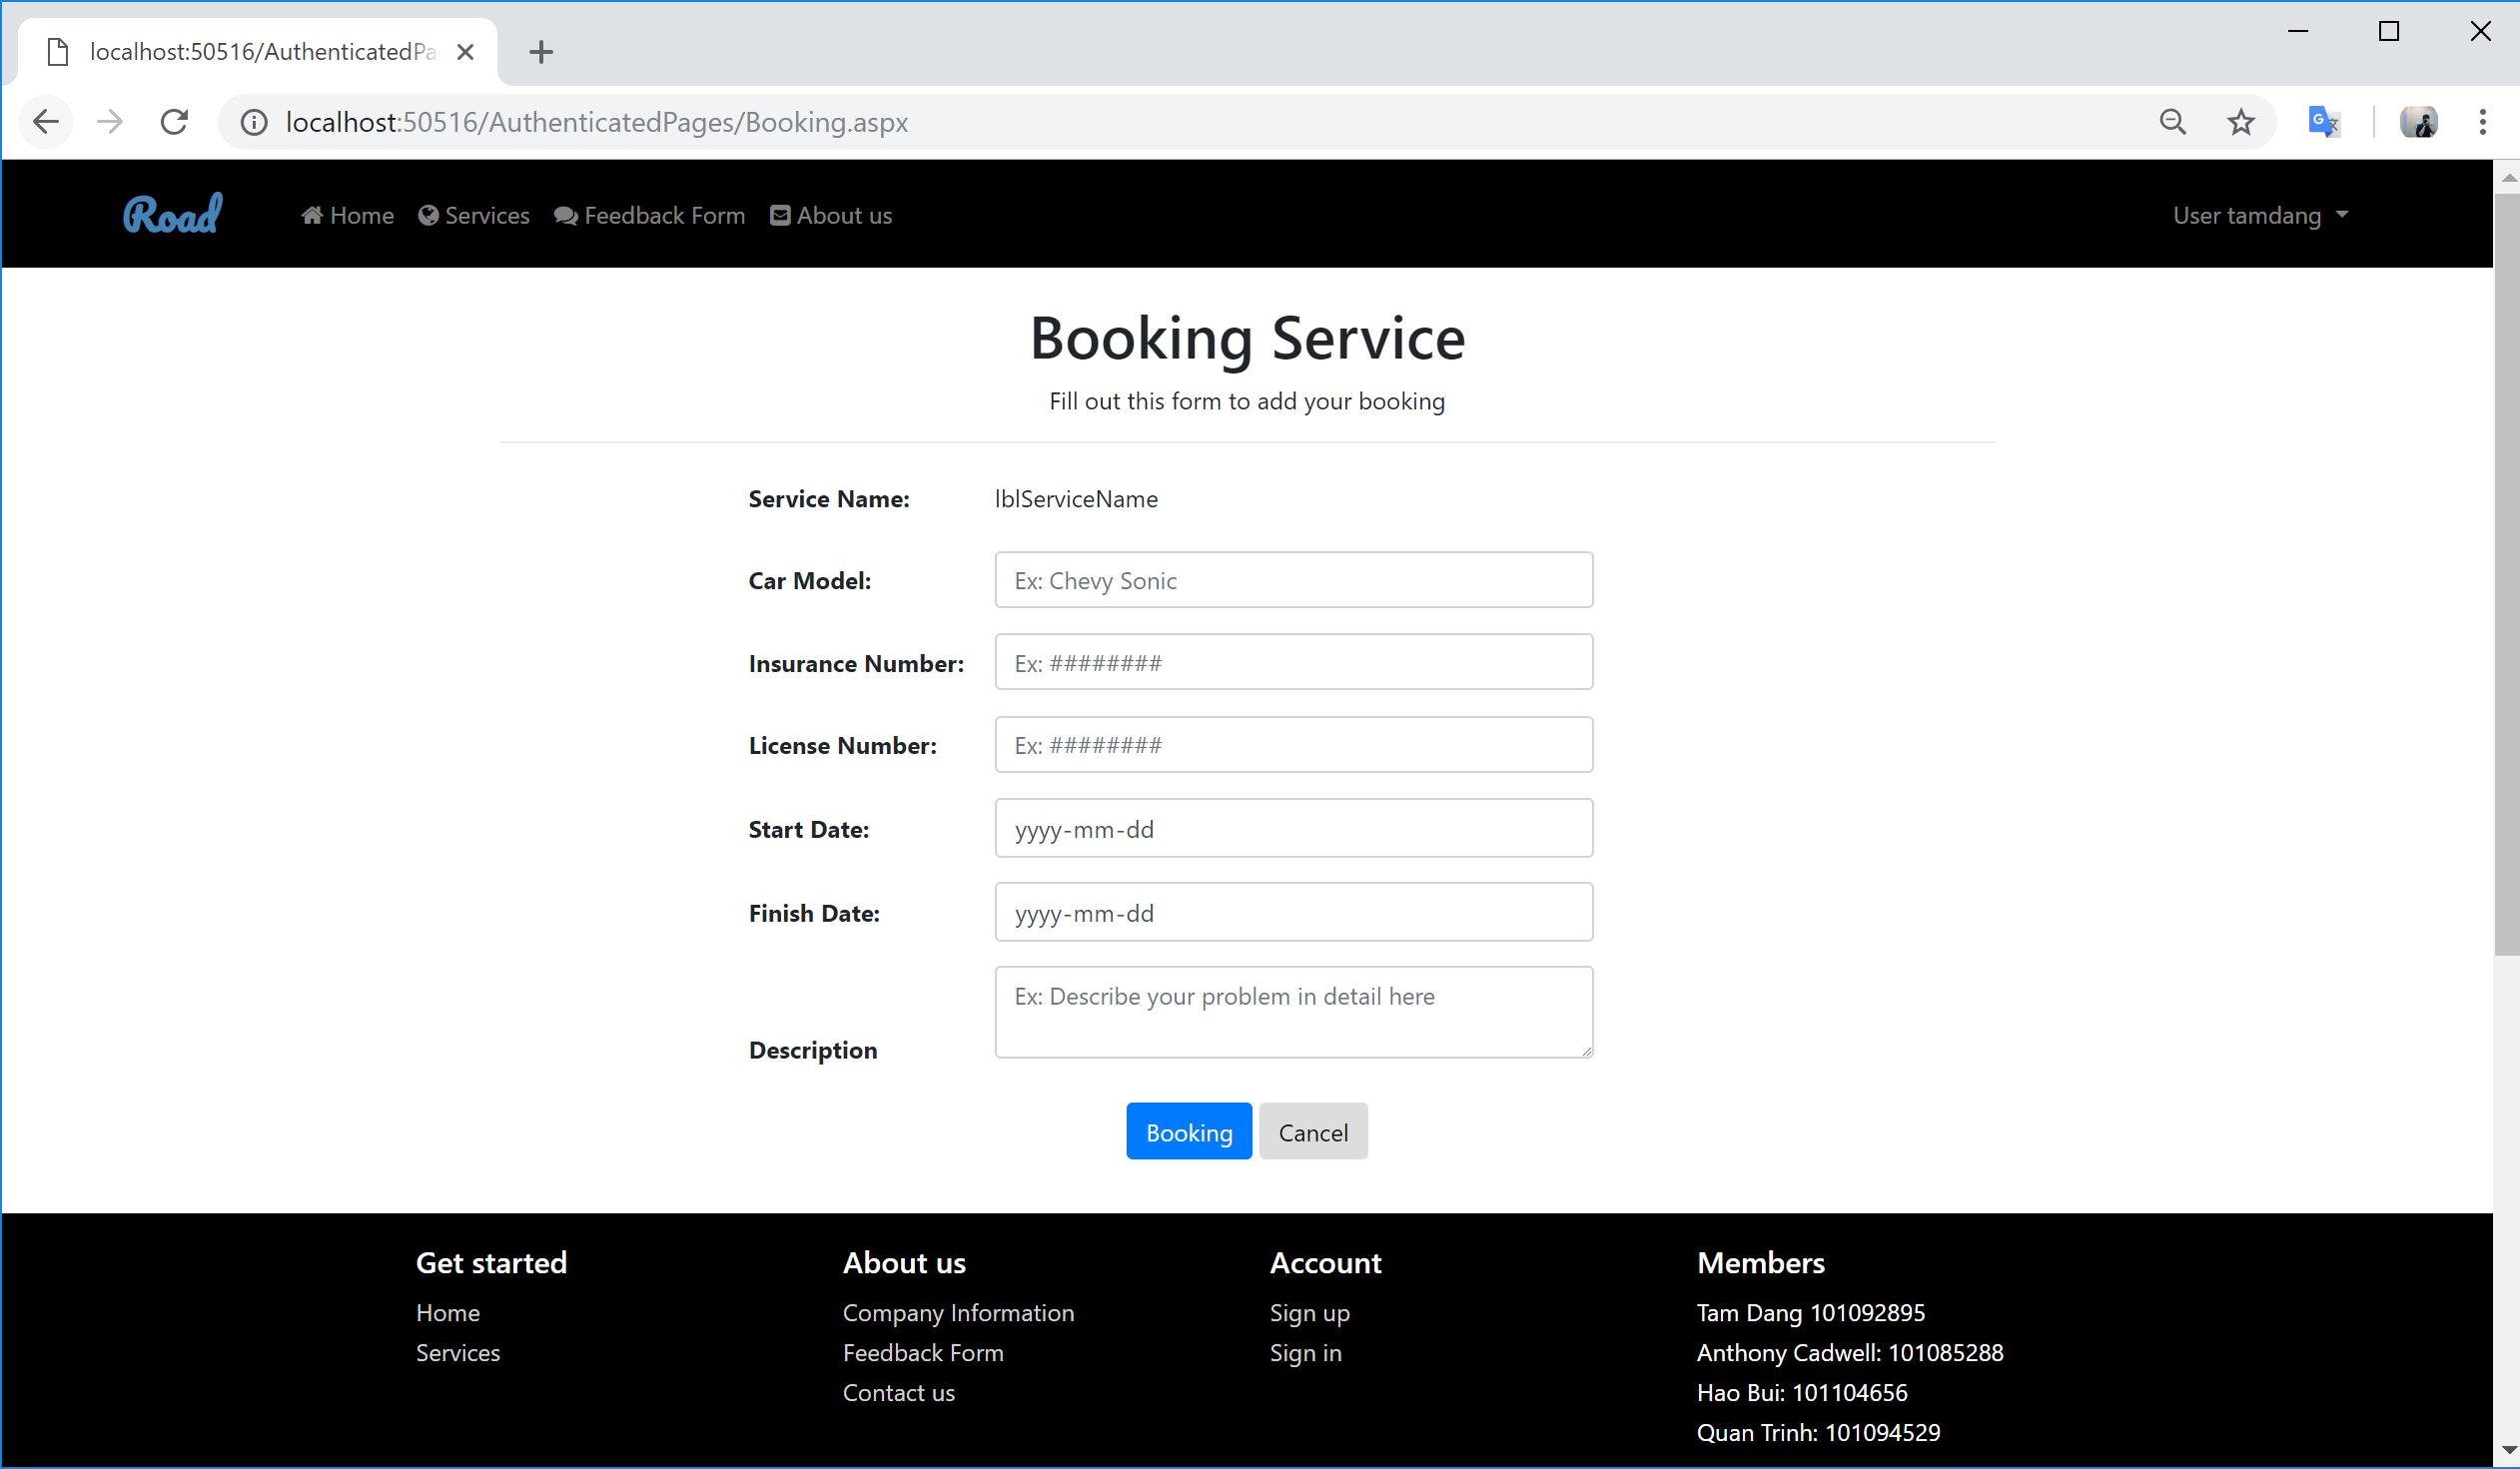 localhost:50516/AuthenticatedPa
localhost:50516/AuthenticatedPages/Booking.aspx
Road Home Services Feedback Form About us User tamdang
Booking Service
Fill out this form to add your booking
Service Name: lblServiceName
Car Model: Ex: Chevy Sonic
Insurance Number: Ex: ########
License Number: Ex: ########
Start Date: yyyy-mm-dd
Finish Date: yyyy-mm-dd
Ex: Describe your problem in detail here
Description
Booking Cancel
Get started
Home
Services
About us
Company Information
Feedback Form
Contact us
Account
Sign up
Sign in
Members
Tam Dang 101092895
Anthony Cadwell: 101085288
Hao Bui: 101104656
Quan Trinh: 101094529